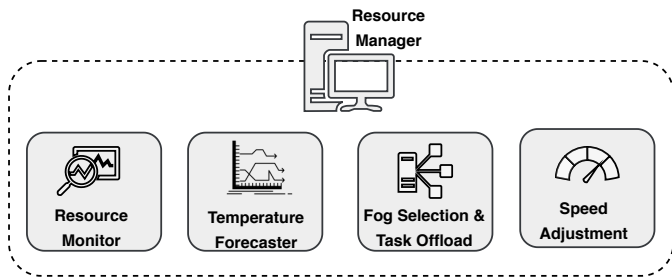 Resource
Manager
Resource
Monitor
Temperature
Forecaster
Fog Selection &
Task Offload
Speed
Adjustment